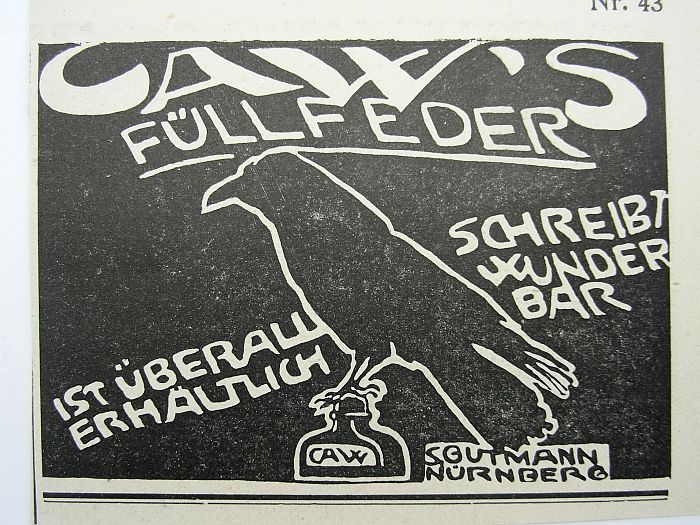 Nr. 43
CAW'S
FÜLLFEDER
SCHREIBT
WUNDER
BAR
IST ÜBERALL
ERHÄLTLICH
CAW
S.GUTMANN
NÜRNBERG